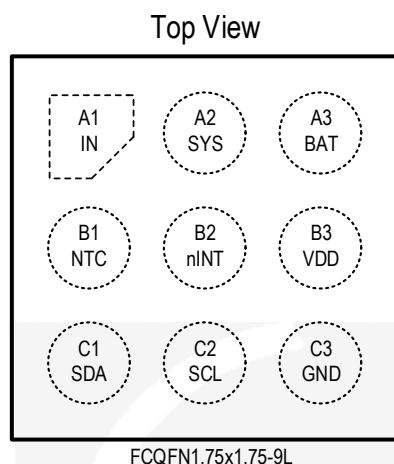 Top View
A1 A2 A3
IN SYS BAT
B1 B2 B3
NTC nINT VDD
C1 C2 C3
SDA SCL GND
FCQFN1.75x1.75-9L